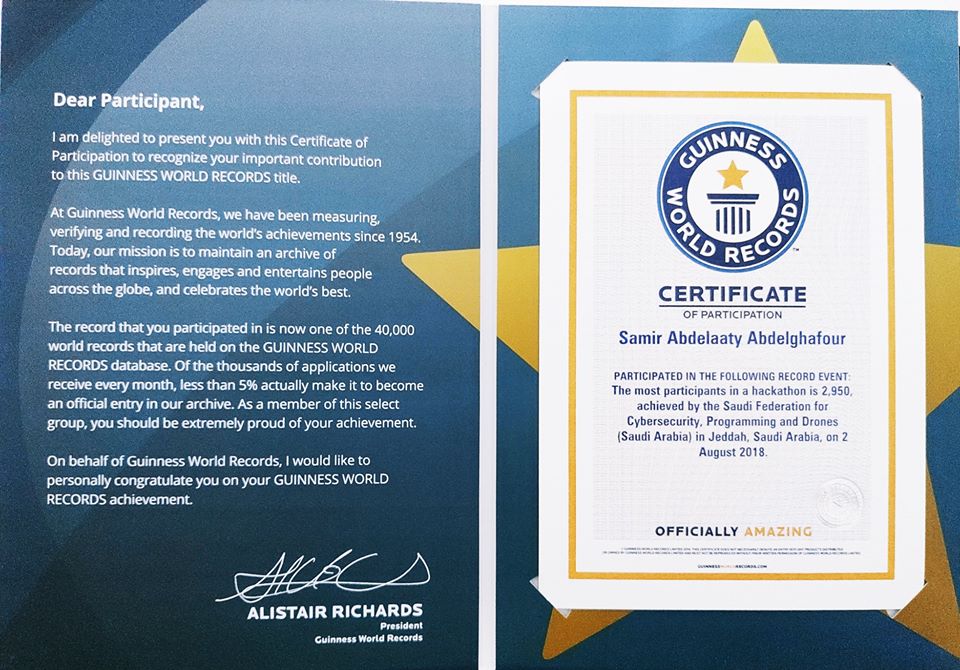 Dear Participant,
I am delighted to present you with this Certificate of
Participation to recognize your important contribution
to this GUINNESS WORLD RECORDS title.
At Guinness World Records, we have been measuring,
verifying and recording the world's achievements since 1954.
Today, our mission is to maintain an archive of
records that inspires, engages and entertains people
across the globe, and celebrates the world's best.
The record that you participated in is now one of the 40,000
world records that are held on the GUINNESS WORLD
RECORDS database. Of the thousands of applications we
receive every month, less than 5% actually make it to become
an official entry in our archive. As a member of this select
group, you should be extremely proud of your achievement.
On behalf of Guinness World Records, I would like to
personally congratulate you on your GUINNESS WORLD
RECORDS achievement.
ALISTAIR RICHARDS
President
Guinness World Records
GUINNESS
WORLD RECORDS
™
CERTIFICATE
OF PARTICIPATION
Samir Abdelaaty Abdelghafour
PARTICIPATED IN THE FOLLOWING RECORD EVENT:
The most participants in a hackathon is 2,950,
achieved by the Saudi Federation for
Cybersecurity, Programming and Drones
(Saudi Arabia) in Jeddah, Saudi Arabia, on 2
August 2018.
OFFICIALLY AMAZING
GUINNESSWORLDRECORDS.COM